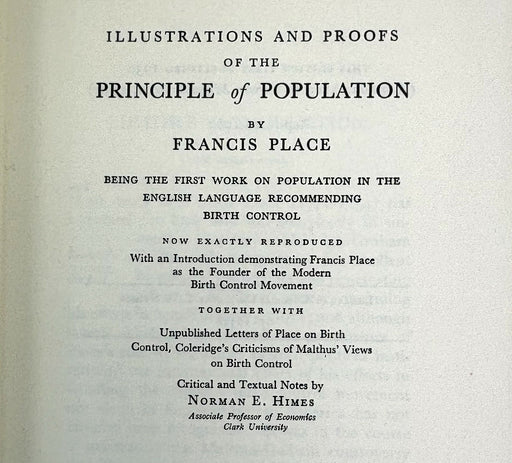 ILLUSTRATIONS AND PROOFS
OF THE
PRINCIPLE of POPULATION
BY
FRANCIS PLACE
BEING THE FIRST WORK ON POPULATION IN THE
ENGLISH LANGUAGE RECOMMENDING
BIRTH CONTROL
NOW EXACTLY REPRODUCED
With an Introduction demonstrating Francis Place
as the Founder of the Modern
Birth Control Movement
TOGETHER WITH
Unpublished Letters of Place on Birth
Control, Coleridge's Criticisms of Malthus' Views
on Birth Control
Critical and Textual Notes by
NORMAN E. HIMES
Associate Professor of Economics
Clark University